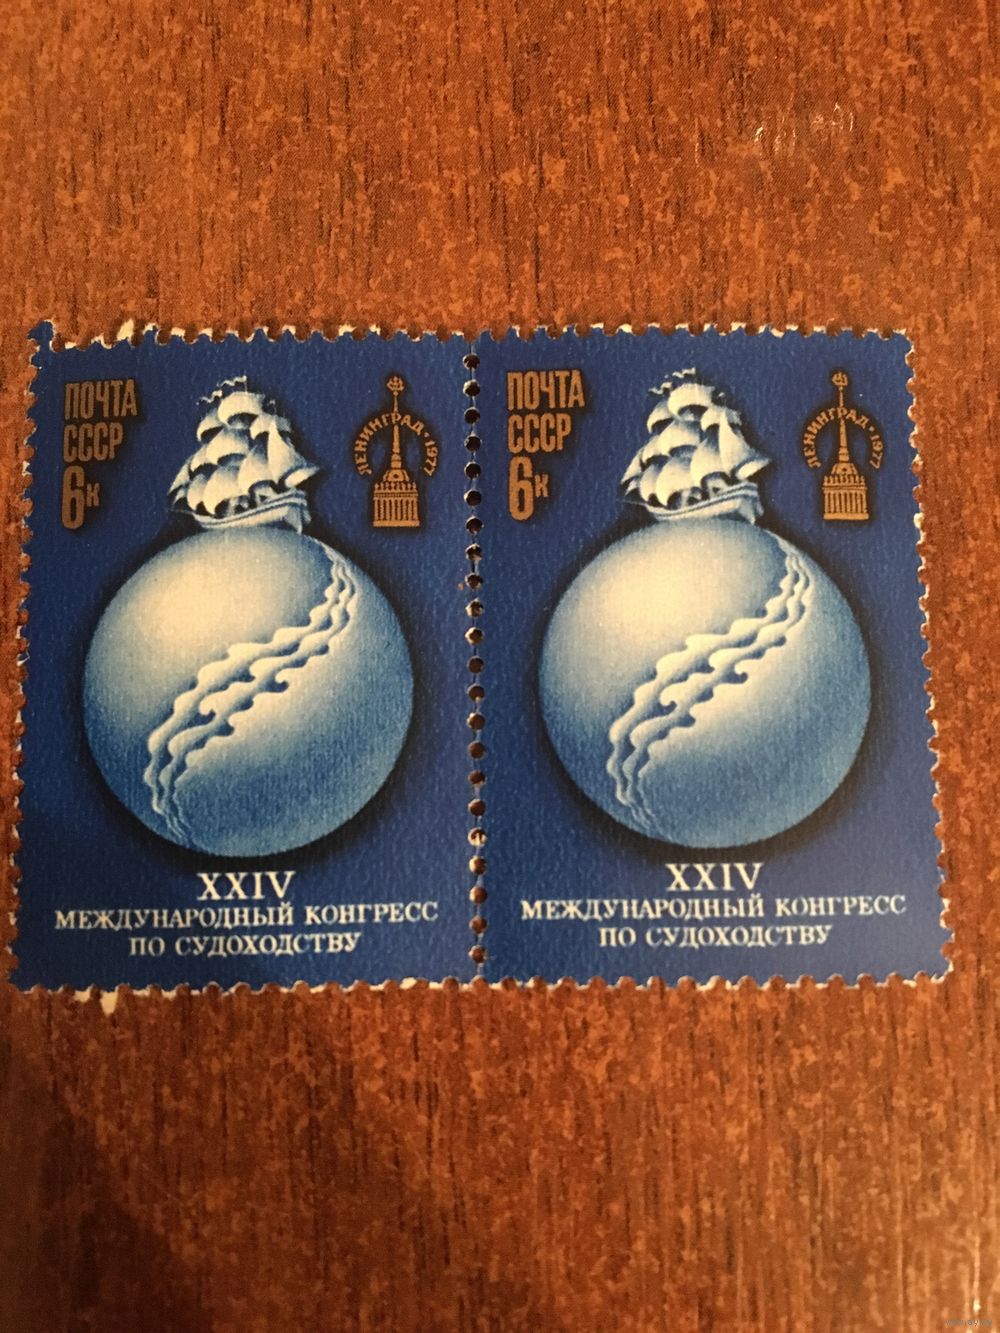 ПОЧТА
СССР
6к
ЛЕНИНГРАД • 1977
XXIV
МЕЖДУНАРОДНЫЙ КОНГРЕСС
ПО СУДОХОДСТВУ
ПОЧТА
СССР
6к
ЛЕНИНГРАД • 1977
XXIV
МЕЖДУНАРОДНЫЙ КОНГРЕСС
ПО СУДОХОДСТВУ